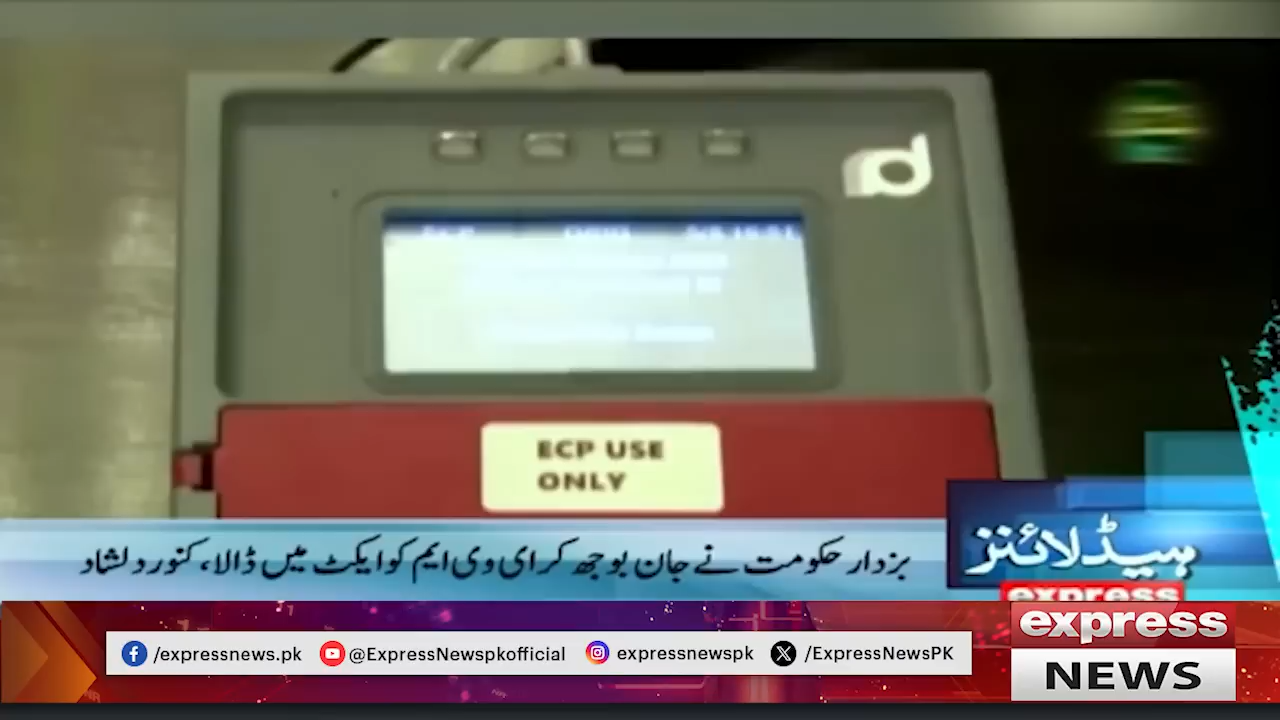 ECP USE
ONLY
ہیڈلائنز
بزدار حکومت نے جان بوجھ کر ای وی ایم کو ایکٹ میں ڈالا، کنور دلشاد
express
express
NEWS
/expressnews.pk
@ExpressNewspkofficial
expressnewspk
/ExpressNewsPK